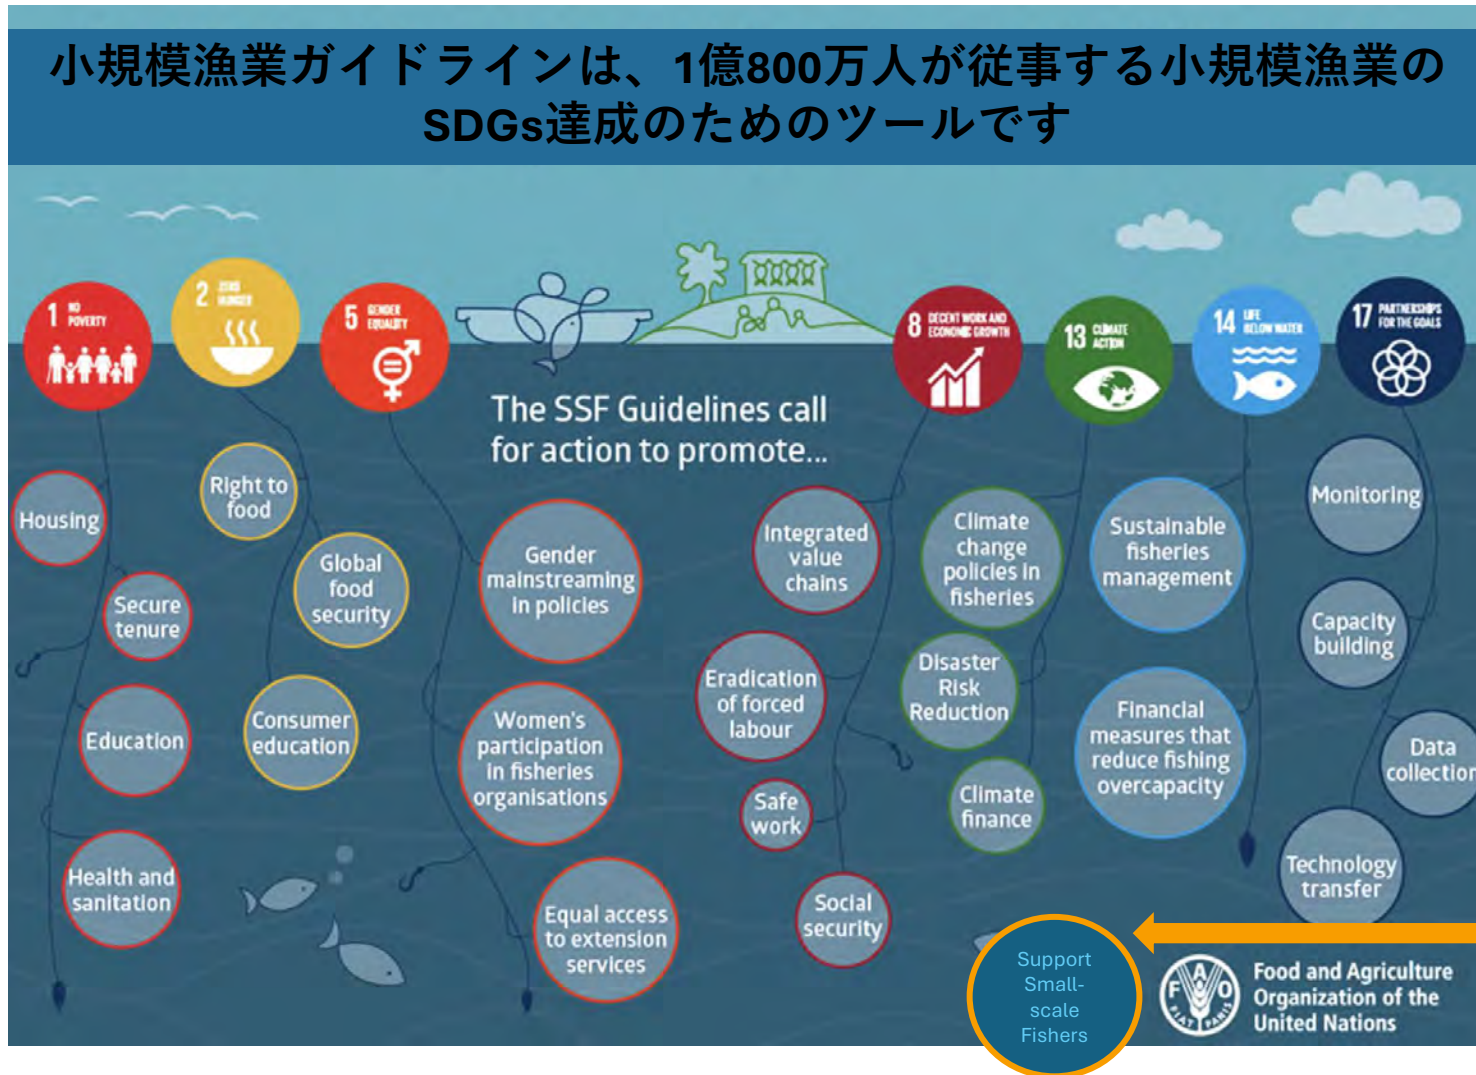 小規模漁業ガイドラインは、1億800万人が従事する小規模漁業の
SDGs達成のためのツールです
1 NO
POVERTY
2 ZERO
HUNGER
5 GENDER
EQUALITY
8 DECENT WORK AND
ECONOMIC GROWTH
13 CLIMATE
ACTION
14 LIFE
BELOW WATER
17 PARTNERSHIPS
FOR THE GOALS
The SSF Guidelines call
for action to promote...
Housing
Secure
tenure
Education
Health and
sanitation
Right to
food
Global
food
security
Consumer
education
Gender
mainstreaming
in policies
Women's
participation
in fisheries
organisations
Equal access
to extension
services
Integrated
value
chains
Eradication
of forced
labour
Safe
work
Social
security
Climate
change
policies in
fisheries
Disaster
Risk
Reduction
Climate
finance
Sustainable
fisheries
management
Financial
measures that
reduce fishing
overcapacity
Monitoring
Capacity
building
Data
collection
Technology
transfer
Support
Small-
scale
Fishers
F A O
FIAT PANIS
Food and Agriculture
Organization of the
United Nations